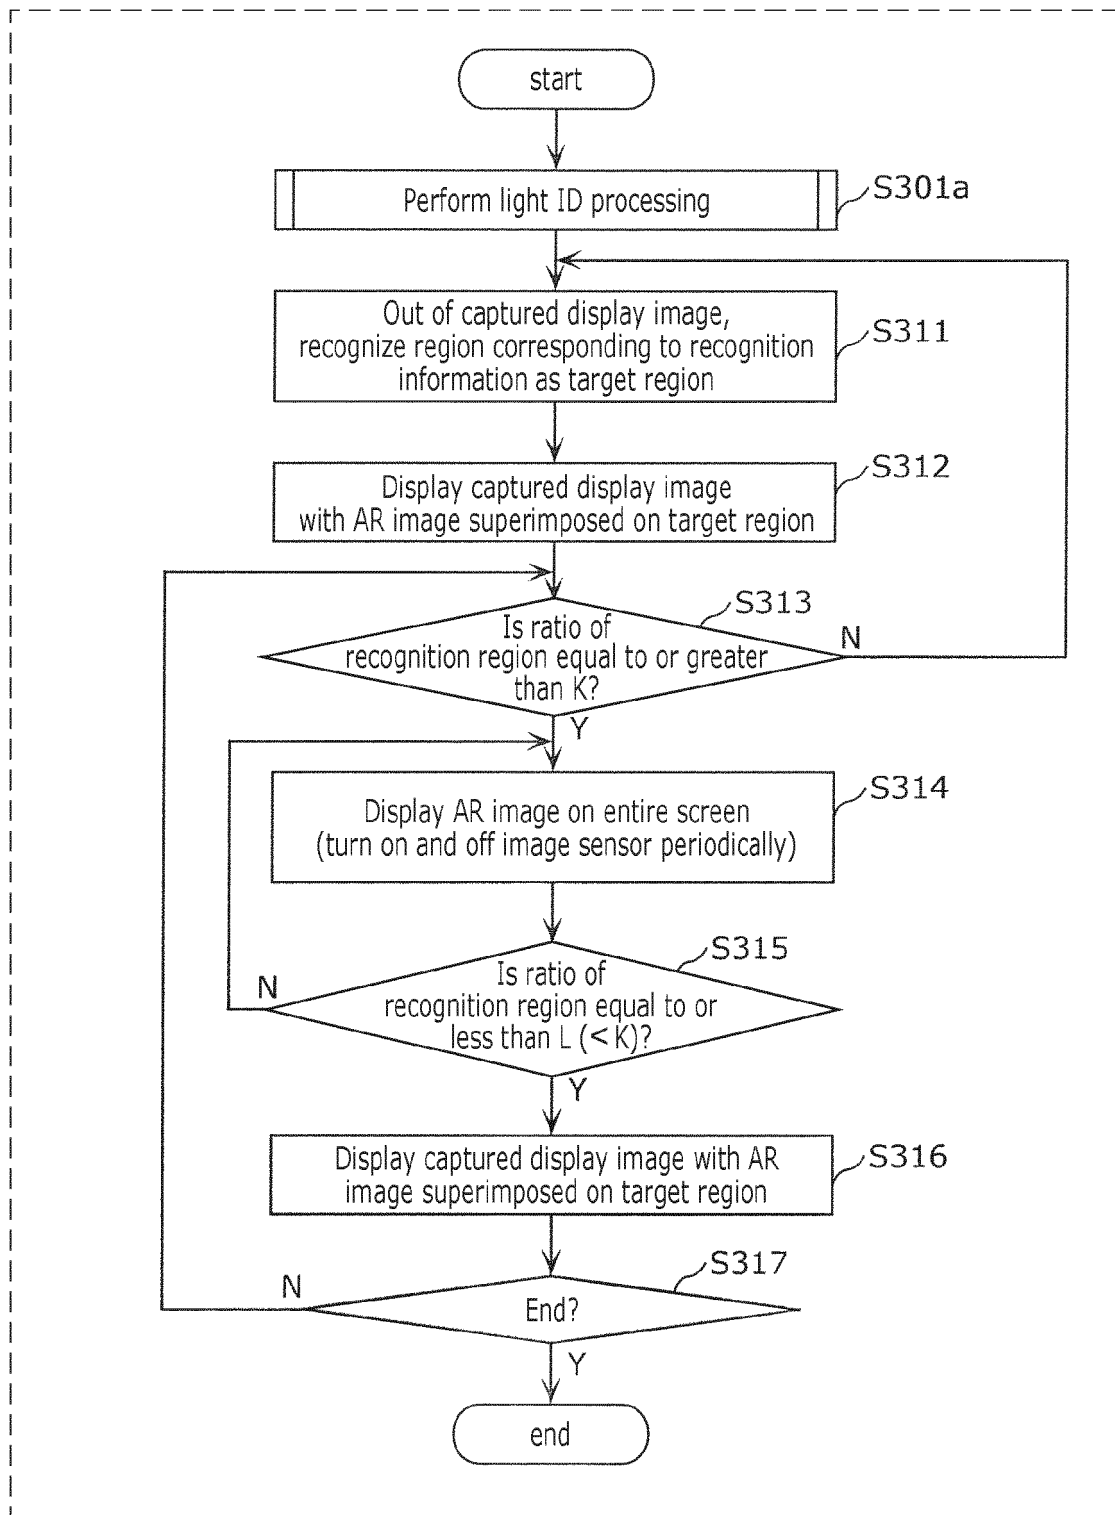 start
Perform light ID processing
S301a
Out of captured display image,
recognize region corresponding to recognition
information as target region
S311
Display captured display image
with AR image superimposed on target region
S312
Is ratio of
recognition region equal to or greater
than K?
S313
N
Y
Display AR image on entire screen
(turn on and off image sensor periodically)
S314
Is ratio of
recognition region equal to or
less than L (< K)?
S315
N
Y
Display captured display image with AR
image superimposed on target region
S316
End?
S317
N
Y
end